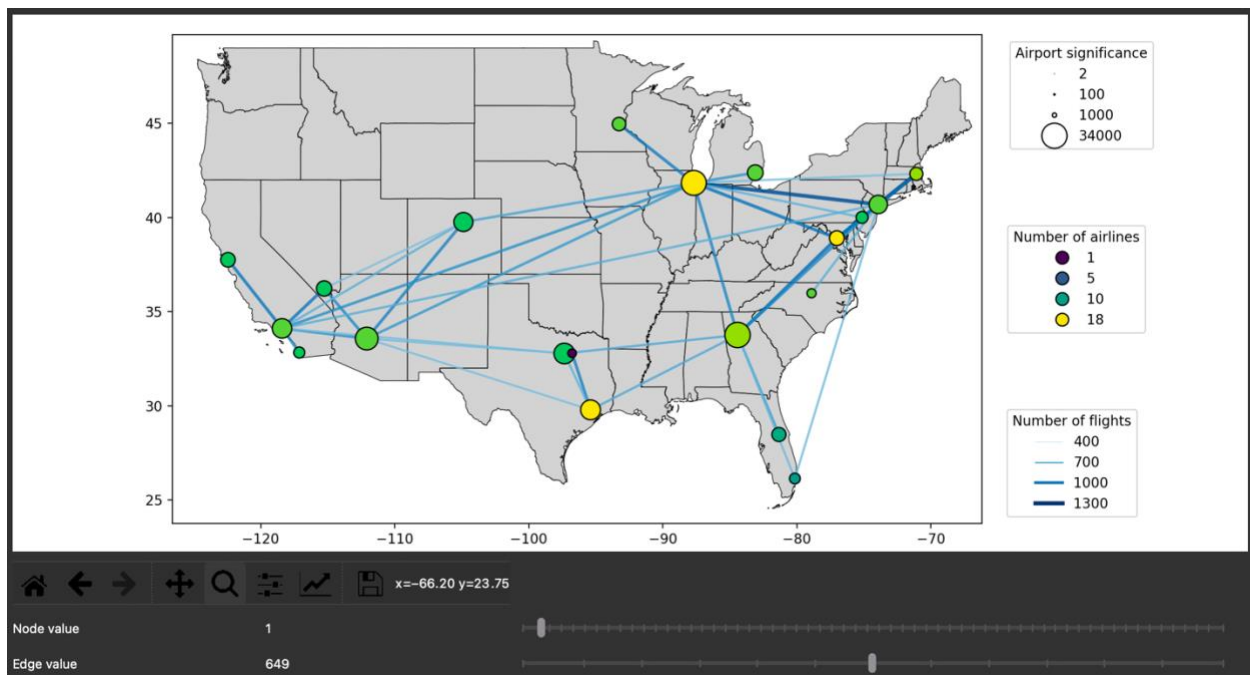 Airport significance
2
100
1000
34000
45
40
35
30
25
−120 −110 −100 −90 −80 −70
Number of airlines
1
5
10
18
Number of flights
400
700
1000
1300
x=−66.20 y=23.75
Node value 1
Edge value 649